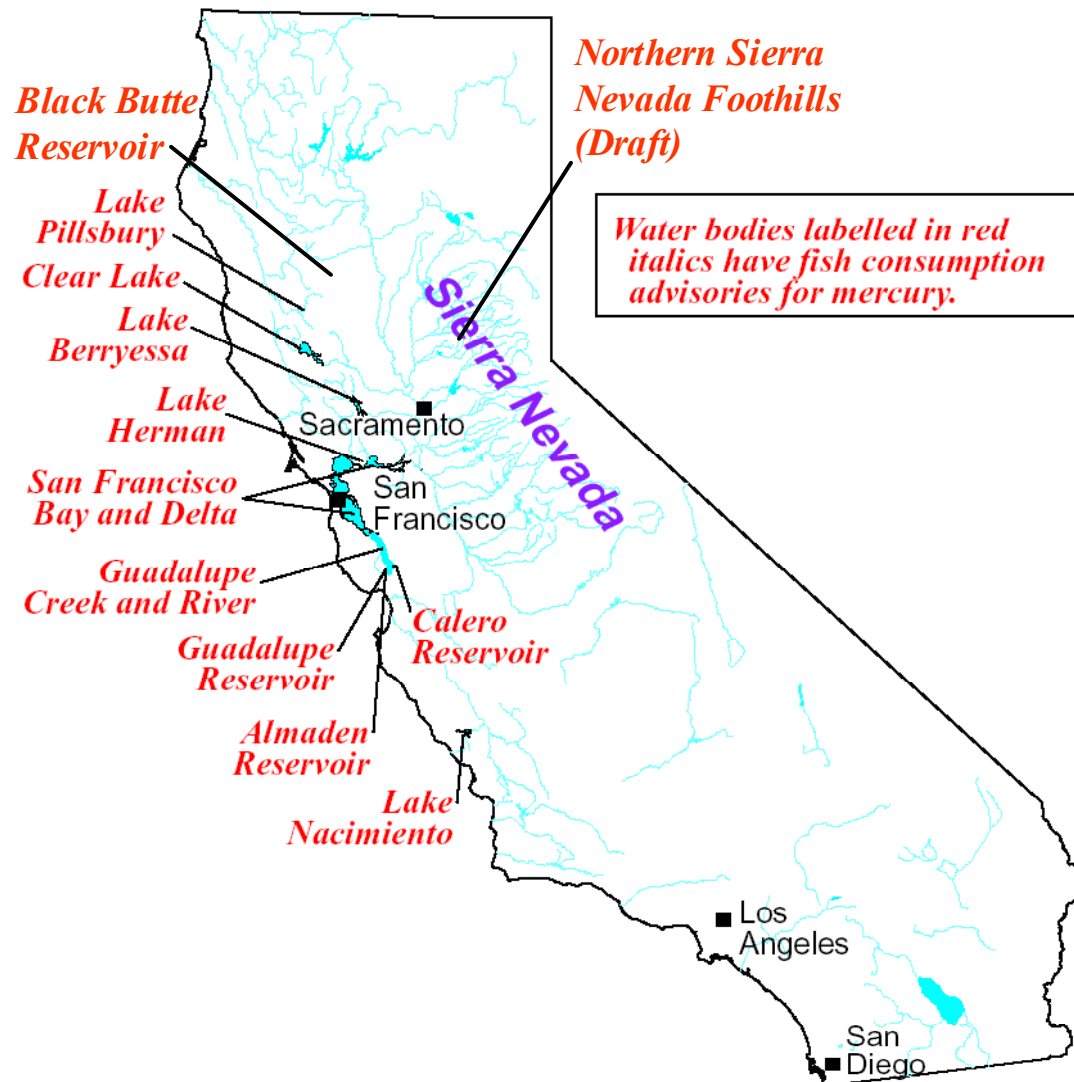 Northern Sierra
Nevada Foothills
(Draft)
Black Butte
Reservoir
Water bodies labelled in red
italics have fish consumption
advisories for mercury.
Lake
Pillsbury
Clear Lake
Lake
Berryessa
Sierra Nevada
Lake
Herman
Sacramento
San Francisco
Bay and Delta
San
Francisco
Guadalupe
Creek and River
Calero
Reservoir
Guadalupe
Reservoir
Almaden
Reservoir
Lake
Nacimiento
Los
Angeles
San
Diego